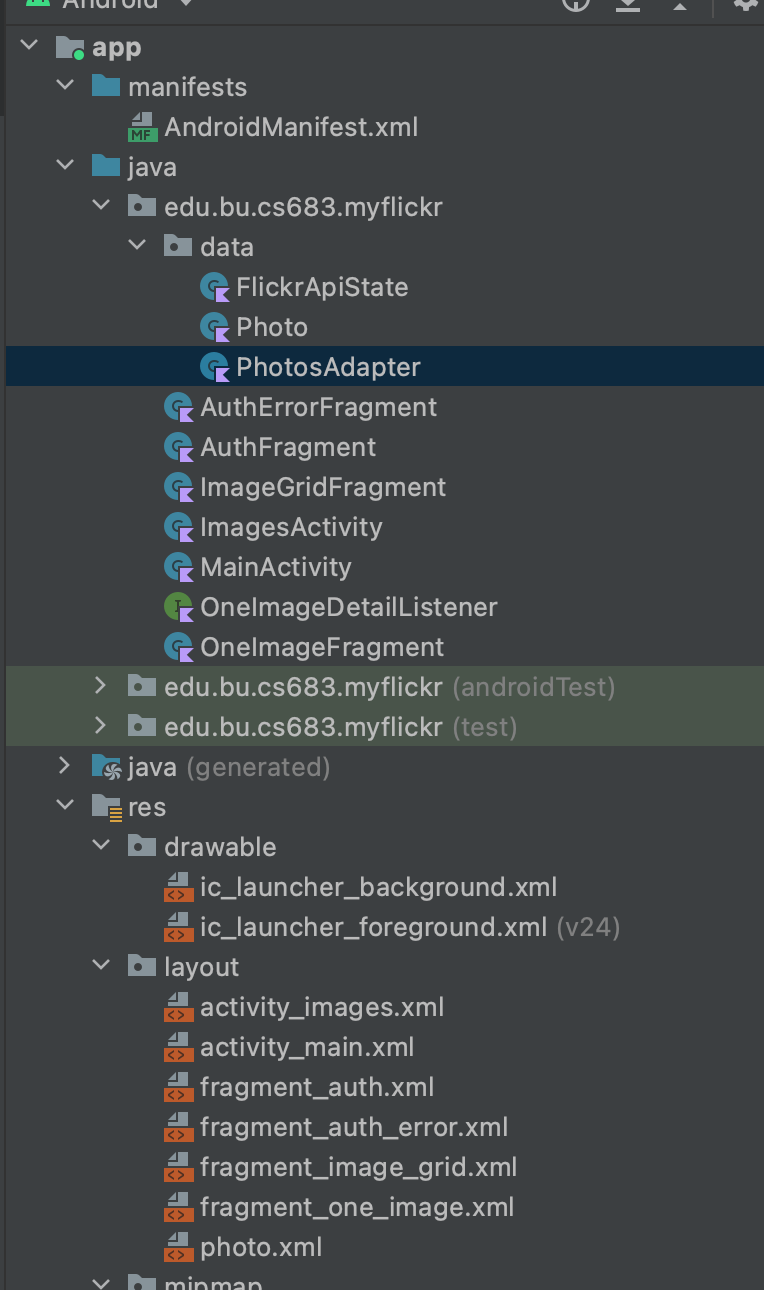 Android
app
manifests
MF AndroidManifest.xml
java
edu.bu.cs683.myflickr
data
FlickrApiState
Photo
PhotosAdapter
AuthErrorFragment
AuthFragment
ImageGridFragment
ImagesActivity
MainActivity
OneImageDetailListener
OneImageFragment
edu.bu.cs683.myflickr (androidTest)
edu.bu.cs683.myflickr (test)
java (generated)
res
drawable
ic_launcher_background.xml
ic_launcher_foreground.xml (v24)
layout
activity_images.xml
activity_main.xml
fragment_auth.xml
fragment_auth_error.xml
fragment_image_grid.xml
fragment_one_image.xml
photo.xml
mipmap